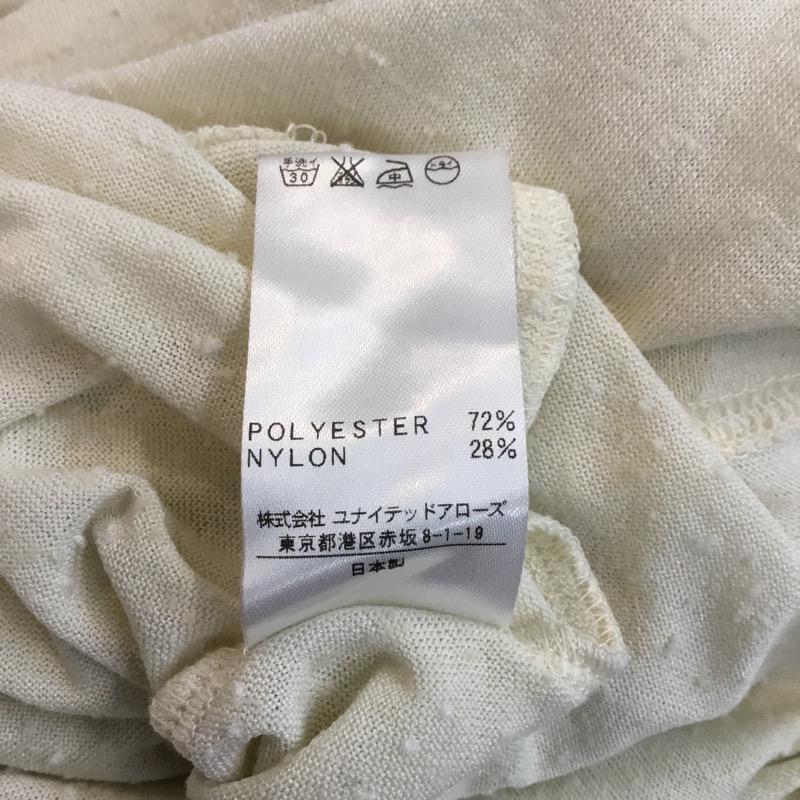 手洗イ
30
中
ドライ
POLYESTER 72%
NYLON 28%
株式会社 ユナイテッドアローズ
東京都港区赤坂8-1-19
日本製